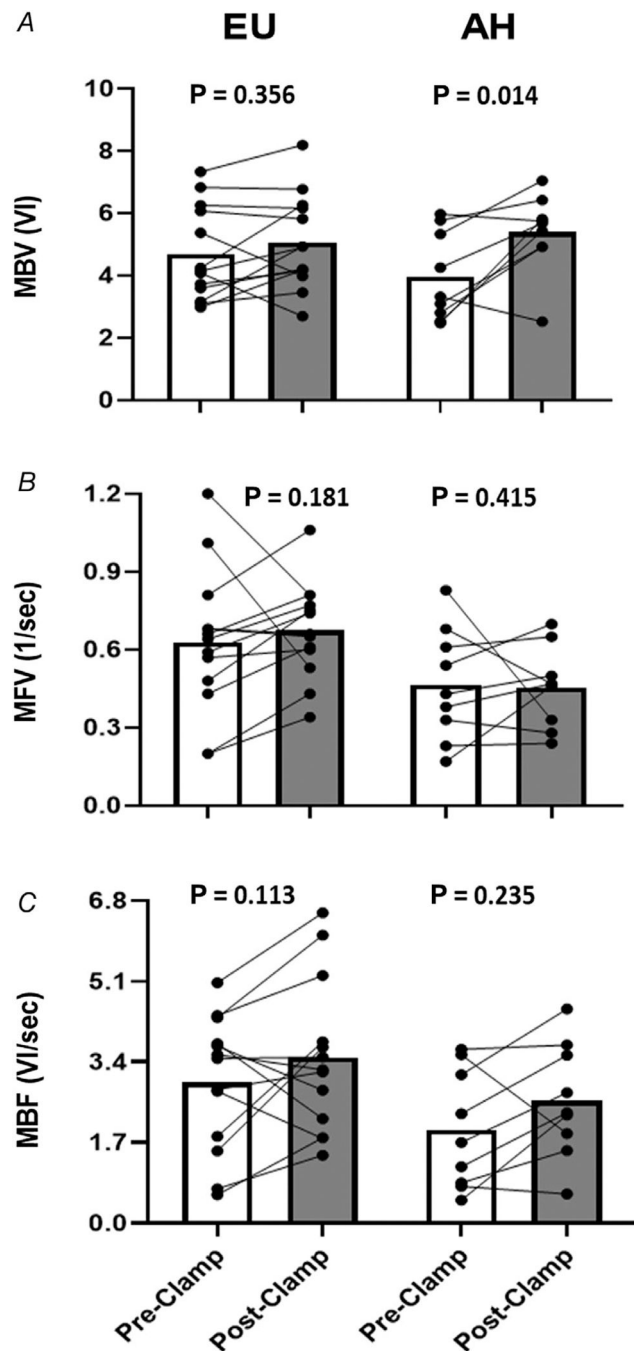 A
EU
AH
P = 0.356
P = 0.014
MBV (VI)
10
8
6
4
2
0
B
P = 0.181
P = 0.415
MFV (1/sec)
1.2
0.9
0.6
0.3
0.0
C
P = 0.113
P = 0.235
MBF (VI/sec)
6.8
5.1
3.4
1.7
0.0
Pre-Clamp
Post-Clamp
Pre-Clamp
Post-Clamp